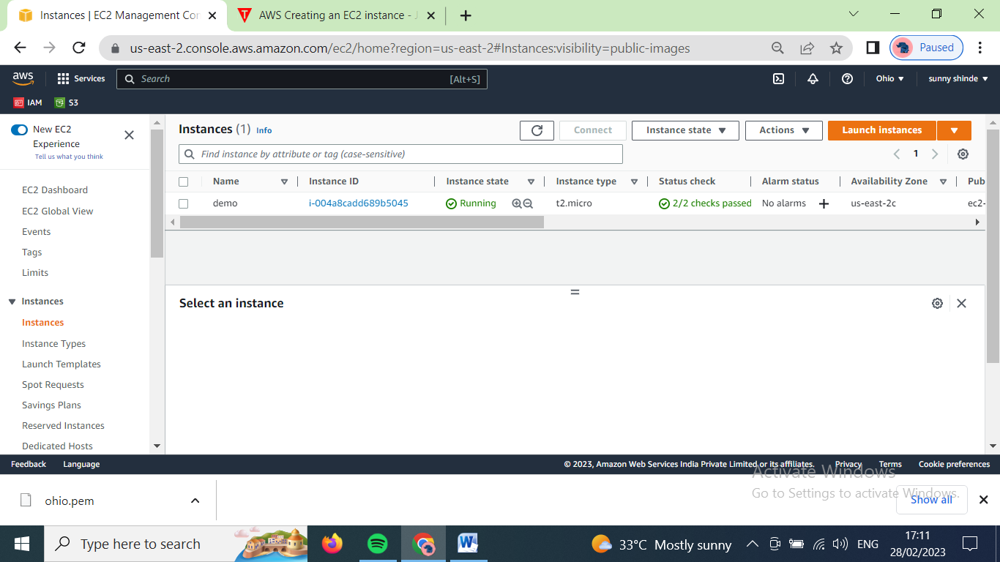 Instances | EC2 Management Con
AWS Creating an EC2 instance - J
us-east-2.console.aws.amazon.com/ec2/home?region=us-east-2#Instances:visibility=public-images
Paused
aws
Services
Search
[Alt+S]
Ohio
sunny shinde
IAM
S3
New EC2
Experience
Tell us what you think
EC2 Dashboard
EC2 Global View
Events
Tags
Limits
Instances
Instances
Instance Types
Launch Templates
Spot Requests
Savings Plans
Reserved Instances
Dedicated Hosts
Instances (1) Info
Connect
Instance state
Actions
Launch instances
Find instance by attribute or tag (case-sensitive)
1
Name Instance ID Instance state Instance type Status check Alarm status Availability Zone Pub
demo i-004a8cadd689b5045 Running t2.micro 2/2 checks passed No alarms + us-east-2c ec2-
Select an instance
Feedback Language © 2023, Amazon Web Services India Private Limited or its affiliates. Privacy Terms Cookie preferences
Activate Windows
Go to Settings to activate Windows.
ohio.pem
Show all
Type here to search
33°C Mostly sunny
ENG
17:11
28/02/2023